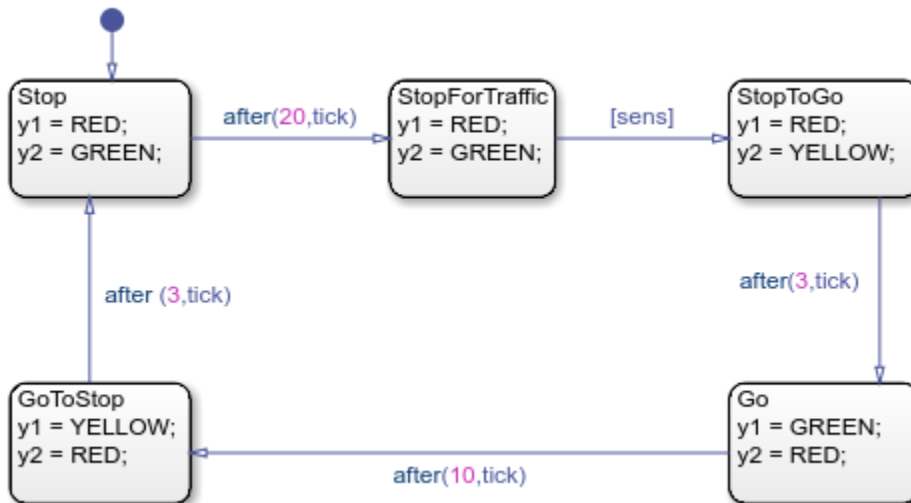 Stop
y1 = RED;
y2 = GREEN;
after(20,tick)
StopForTraffic
y1 = RED;
y2 = GREEN;
[sens]
StopToGo
y1 = RED;
y2 = YELLOW;
after (3,tick)
after(3,tick)
GoToStop
y1 = YELLOW;
y2 = RED;
after(10,tick)
Go
y1 = GREEN;
y2 = RED;